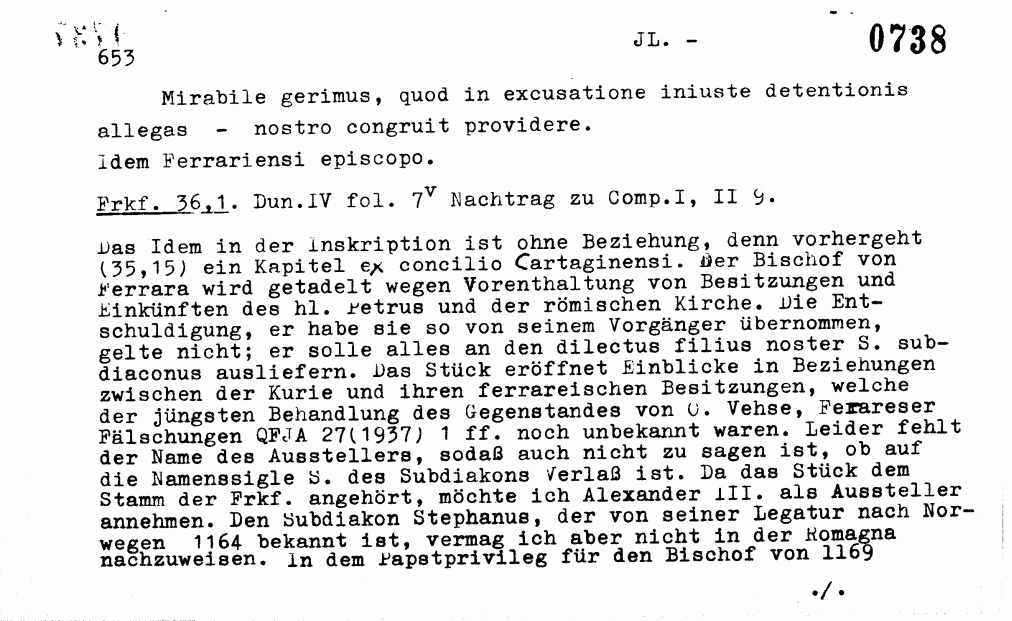 JL. - 0738
653
Mirabile gerimus, quod in excusatione iniuste detentionis
allegas - nostro congruit providere.
Idem Ferrariensi episcopo.
Frkf. 36,1. Dun.IV fol. 7v Nachtrag zu Comp.I, II 9.
Das Idem in der Inskription ist ohne Beziehung, denn vorhergeht
(35,15) ein Kapitel ex concilio Cartaginensi. Der Bischof von
Ferrara wird getadelt wegen Vorenthaltung von Besitzungen und
Einkünften des hl. Petrus und der römischen Kirche. Die Ent-
schuldigung, er habe sie so von seinem Vorgänger übernommen,
gelte nicht; er solle alles an den dilectus filius noster S. sub-
diaconus ausliefern. Das Stück eröffnet Einblicke in Beziehungen
zwischen der Kurie und ihren ferrareischen Besitzungen, welche
der jüngsten Behandlung des Gegenstandes von O. Vehse, Ferareser
Fälschungen QFJA 27(1937) 1 ff. noch unbekannt waren. Leider fehlt
der Name des Ausstellers, sodaß auch nicht zu sagen ist, ob auf
die Namenssigle S. des Subdiakons Verlaß ist. Da das Stück dem
Stamm der Frkf. angehört, möchte ich Alexander III. als Aussteller
annehmen. Den Subdiakon Stephanus, der von seiner Legatur nach Nor-
wegen 1164 bekannt ist, vermag ich aber nicht in der Romagna
nachzuweisen. In dem Papstprivileg für den Bischof von 1169
./.